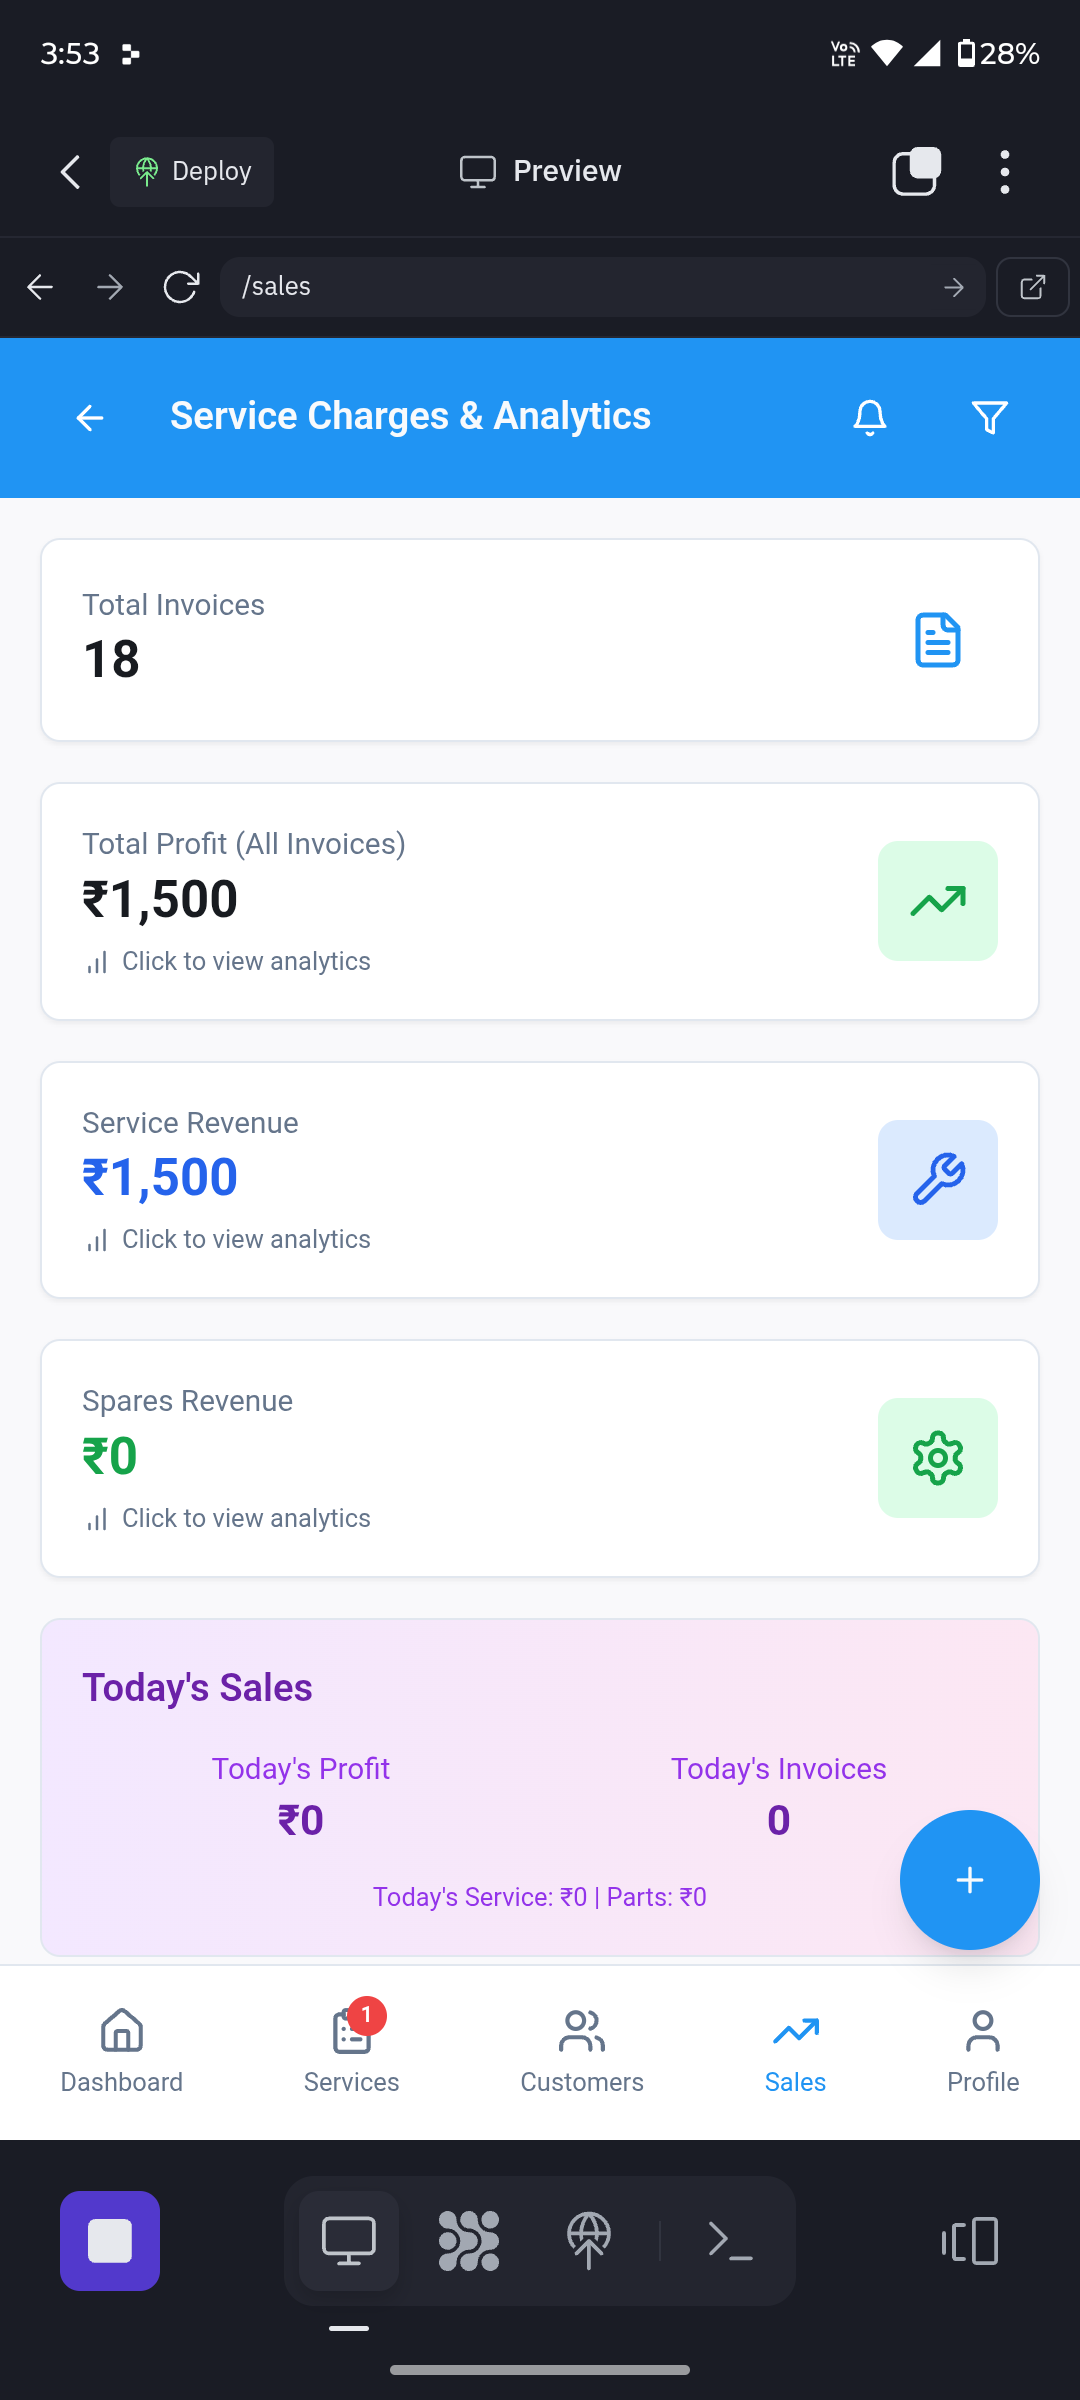 3:53
Vo LTE
28%
Deploy
Preview
/sales
Service Charges & Analytics
Total Invoices
18
Total Profit (All Invoices)
₹1,500
Click to view analytics
Service Revenue
₹1,500
Click to view analytics
Spares Revenue
₹0
Click to view analytics
Today's Sales
Today's Profit
₹0
Today's Invoices
0
Today's Service: ₹0 | Parts: ₹0
1
Dashboard
Services
Customers
Sales
Profile